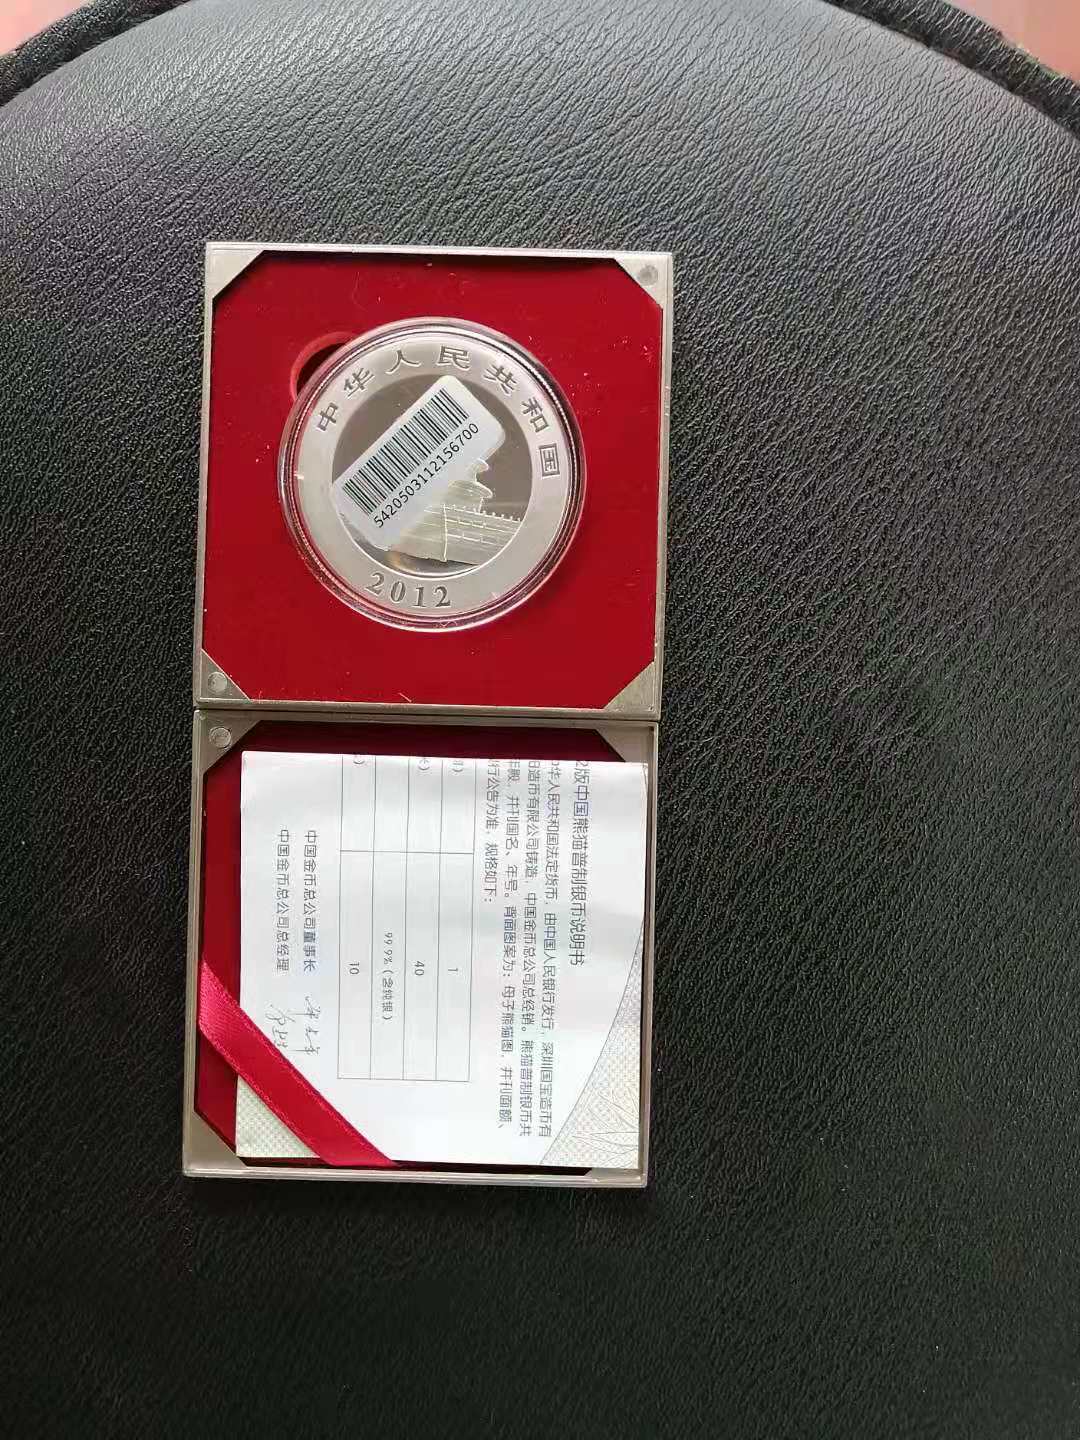 中华人民共和国
5420503112156700
2012
2版中国熊猫普制银币说明书
华人民共和国法定货币，由中国人民银行发行，深圳国宝造币有
造币有限公司铸造，中国金币总公司总经销。熊猫普制银币共
年殿，并刊国名、年号。背面图案为：母子熊猫图，并刊面额、
行公告为准，规格如下：
1
40
99.9%（含纯银）
10
中国金币总公司董事长
中国金币总公司总经理